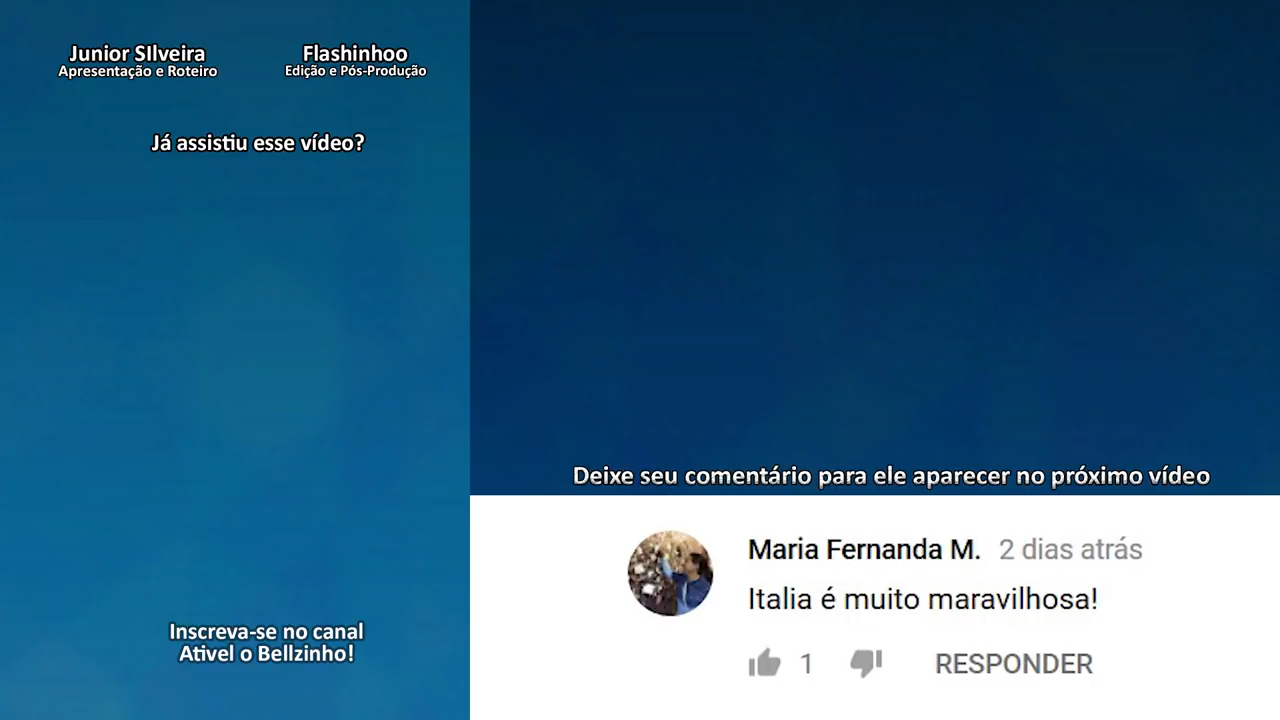 Junior SIlveira
Apresentação e Roteiro
Flashinhoo
Edição e Pós-Produção
Já assistiu esse vídeo?
Inscreva-se no canal
Ativel o Bellzinho!
Deixe seu comentário para ele aparecer no próximo vídeo
Maria Fernanda M. 2 dias atrás
Italia é muito maravilhosa!
1 RESPONDER